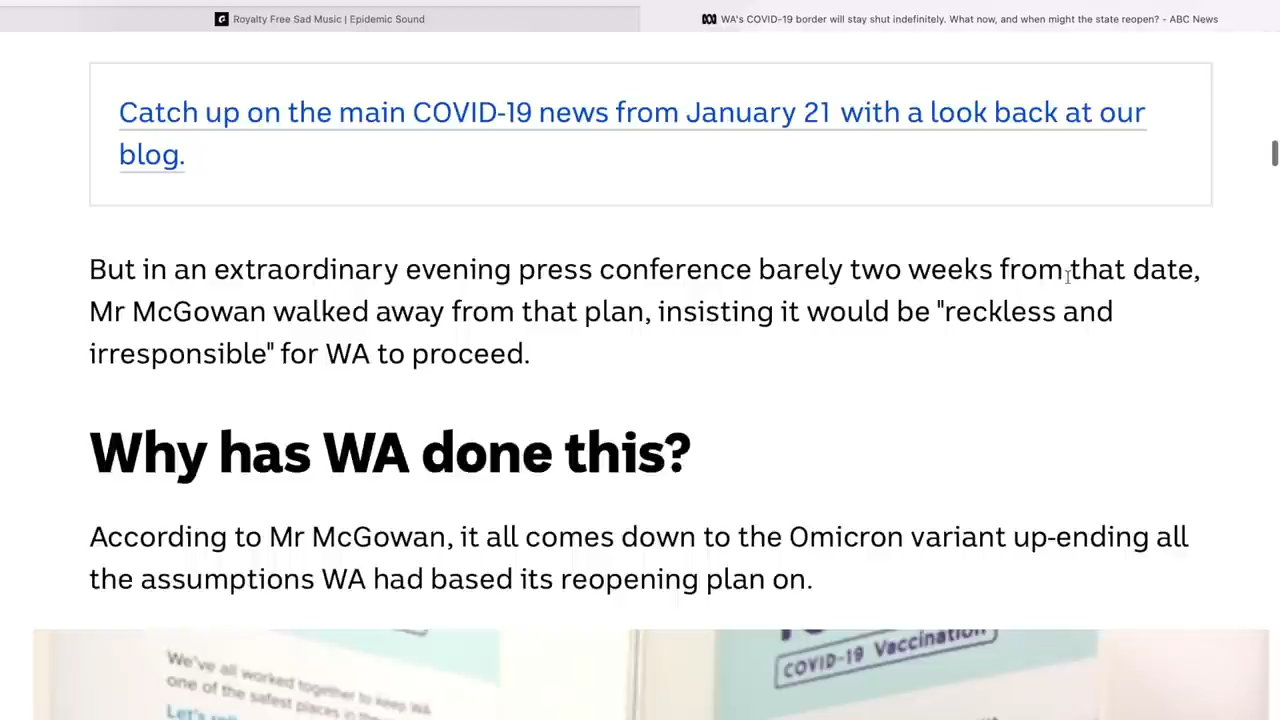 Royalty Free Sad Music | Epidemic Sound
WA's COVID-19 border will stay shut indefinitely. What now, and when might the state reopen? - ABC News
Catch up on the main COVID-19 news from January 21 with a look back at our
blog.
But in an extraordinary evening press conference barely two weeks from that date,
Mr McGowan walked away from that plan, insisting it would be "reckless and
irresponsible" for WA to proceed.
Why has WA done this?
According to Mr McGowan, it all comes down to the Omicron variant up-ending all
the assumptions WA had based its reopening plan on.
We've all worked together to keep WA
one of the safest places in the
Let's
COVID-19 Vaccination